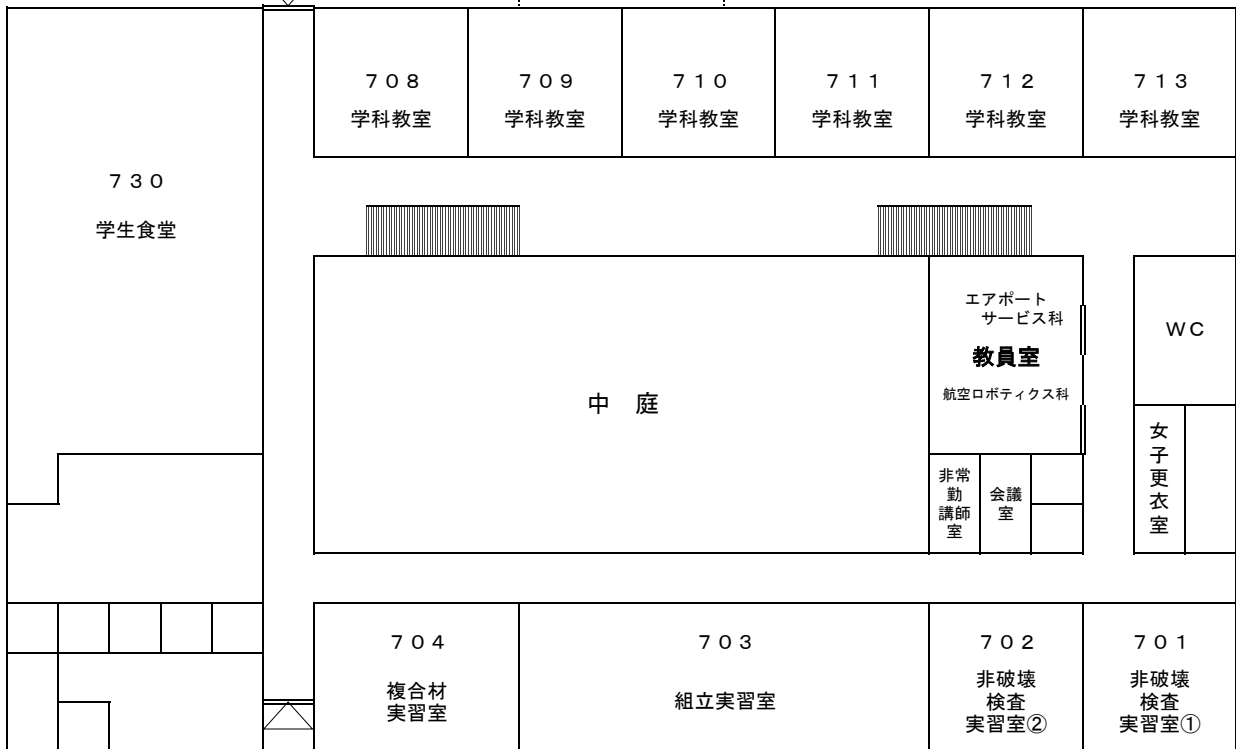 ７０８
学科教室
７０９
学科教室
７１０
学科教室
７１１
学科教室
７１２
学科教室
７１３
学科教室
７３０
学生食堂
エアポート
サービス科
教員室
航空ロボティクス科
ＷＣ
中　庭
女子更衣室
非常
勤
講師
室
会議
室
７０４
複合材
実習室
７０３
組立実習室
７０２
非破壊
検査
実習室②
７０１
非破壊
検査
実習室①